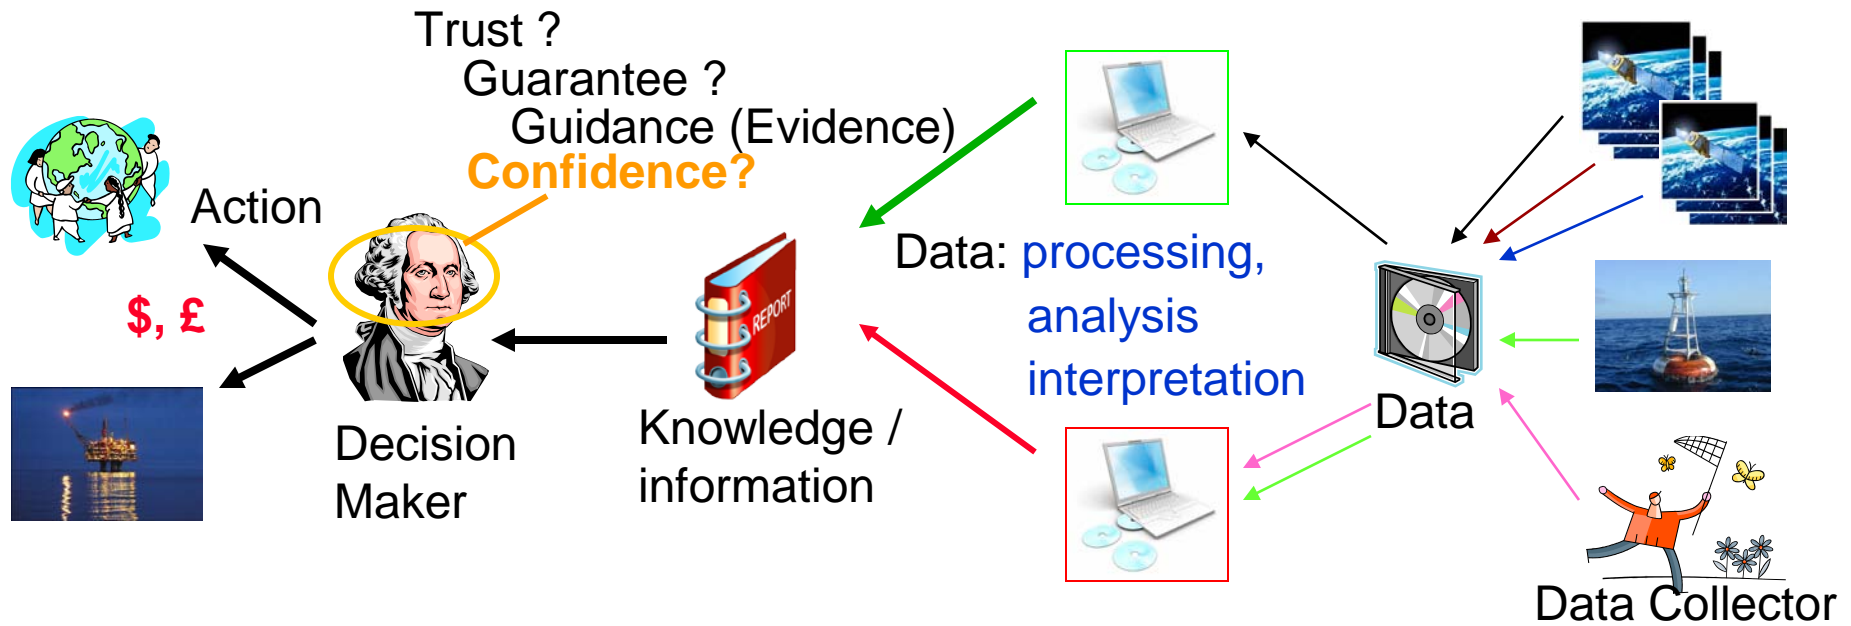 Trust ?
Guarantee ?
Guidance (Evidence)
Confidence?
Action
$, £
Decision
Maker
REPORT
Knowledge /
information
Data: processing,
analysis
interpretation
Data
Data Collector